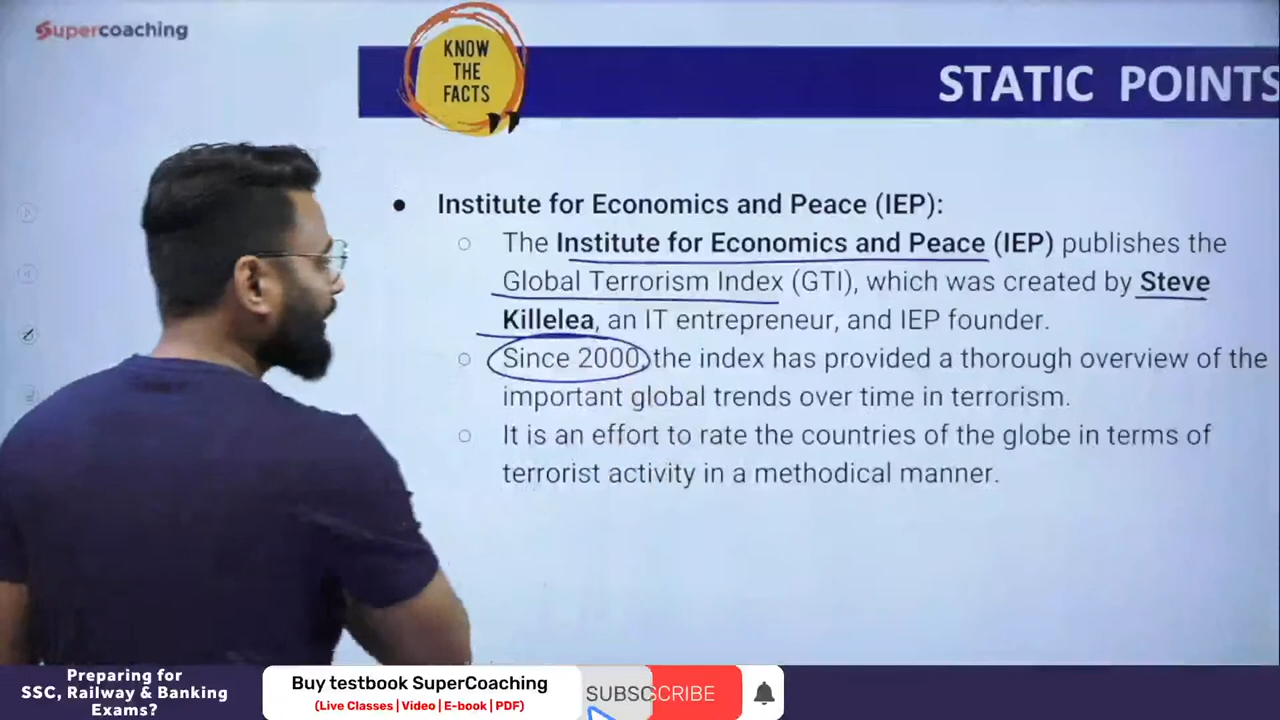 Supercoaching
KNOW
THE
FACTS
STATIC POINTS
Institute for Economics and Peace (IEP):
The Institute for Economics and Peace (IEP) publishes the
Global Terrorism Index (GTI), which was created by Steve
Killelea, an IT entrepreneur, and IEP founder.
Since 2000, the index has provided a thorough overview of the
important global trends over time in terrorism.
It is an effort to rate the countries of the globe in terms of
terrorist activity in a methodical manner.
Preparing for
SSC, Railway & Banking
Exams?
Buy testbook SuperCoaching
(Live Classes | Video | E-book | PDF)
SUBSCRIBE